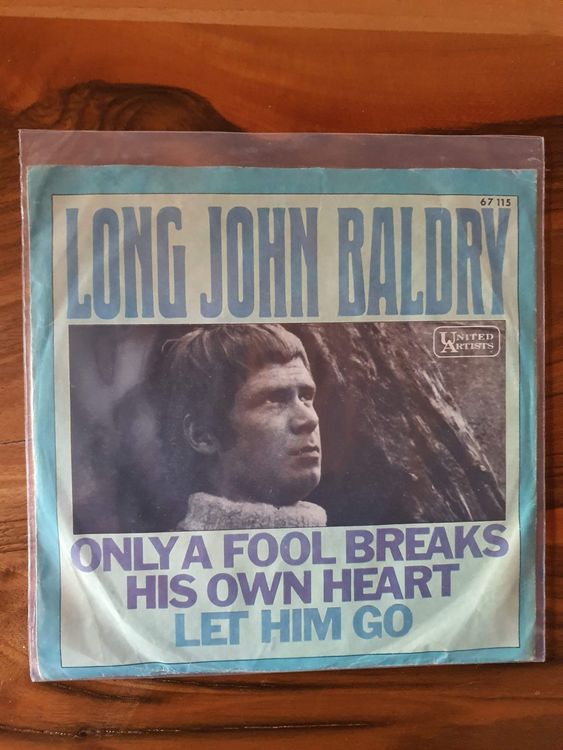 67 115
LONG JOHN BALDRY
UNITED
ARTISTS
ONLY A FOOL BREAKS
HIS OWN HEART
LET HIM GO